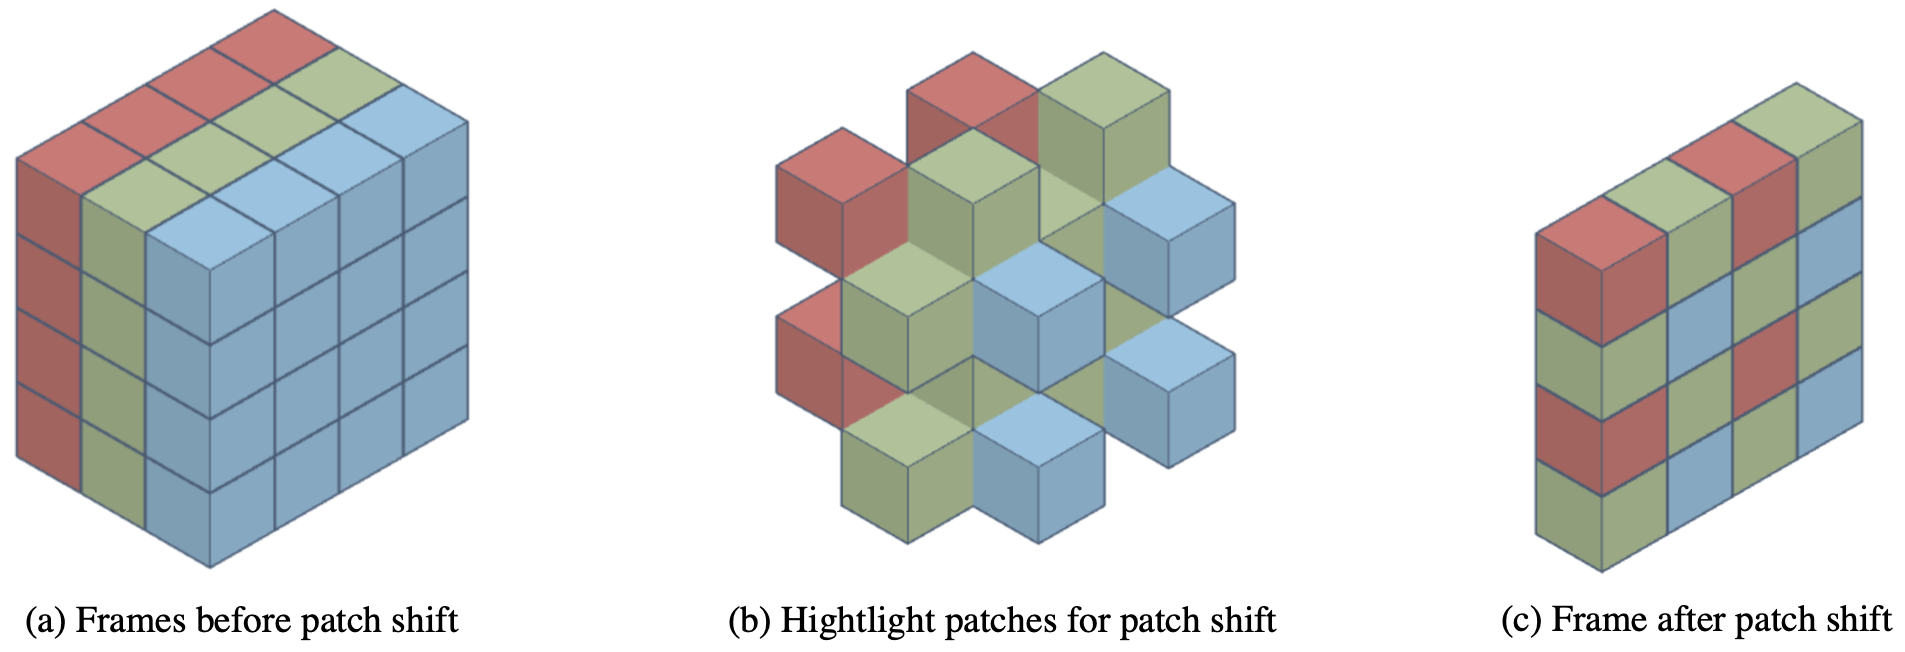 (a) Frames before patch shift
(b) Hightlight patches for patch shift
(c) Frame after patch shift